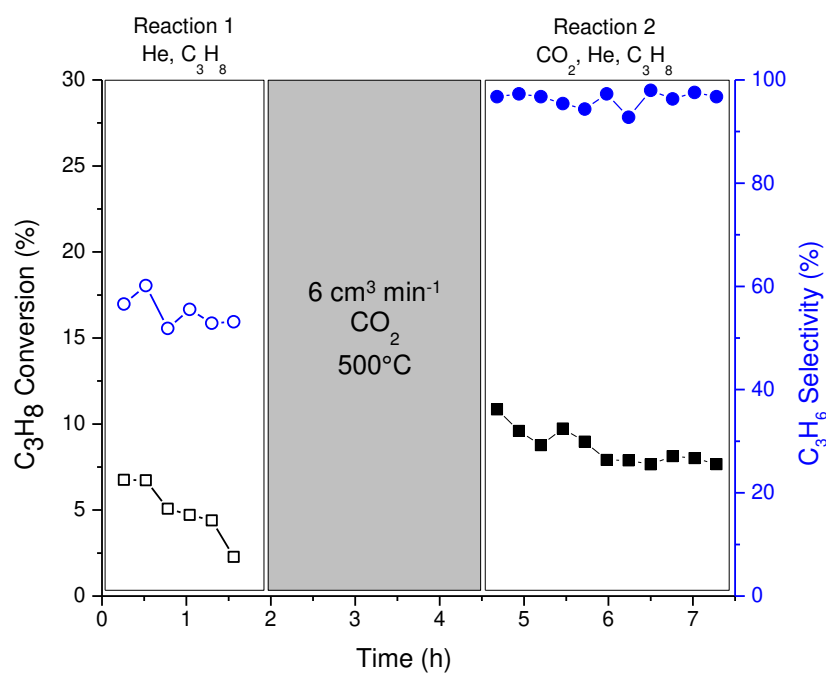 Reaction 1
He, C₃H₈
Reaction 2
CO₂, He, C₃H₈
30
25
20
15
10
5
0
C₃H₈ Conversion (%)
6 cm³ min⁻¹
CO₂
500°C
100
80
60
40
20
0
C₃H₆ Selectivity (%)
0 1 2 3 4 5 6 7
Time (h)